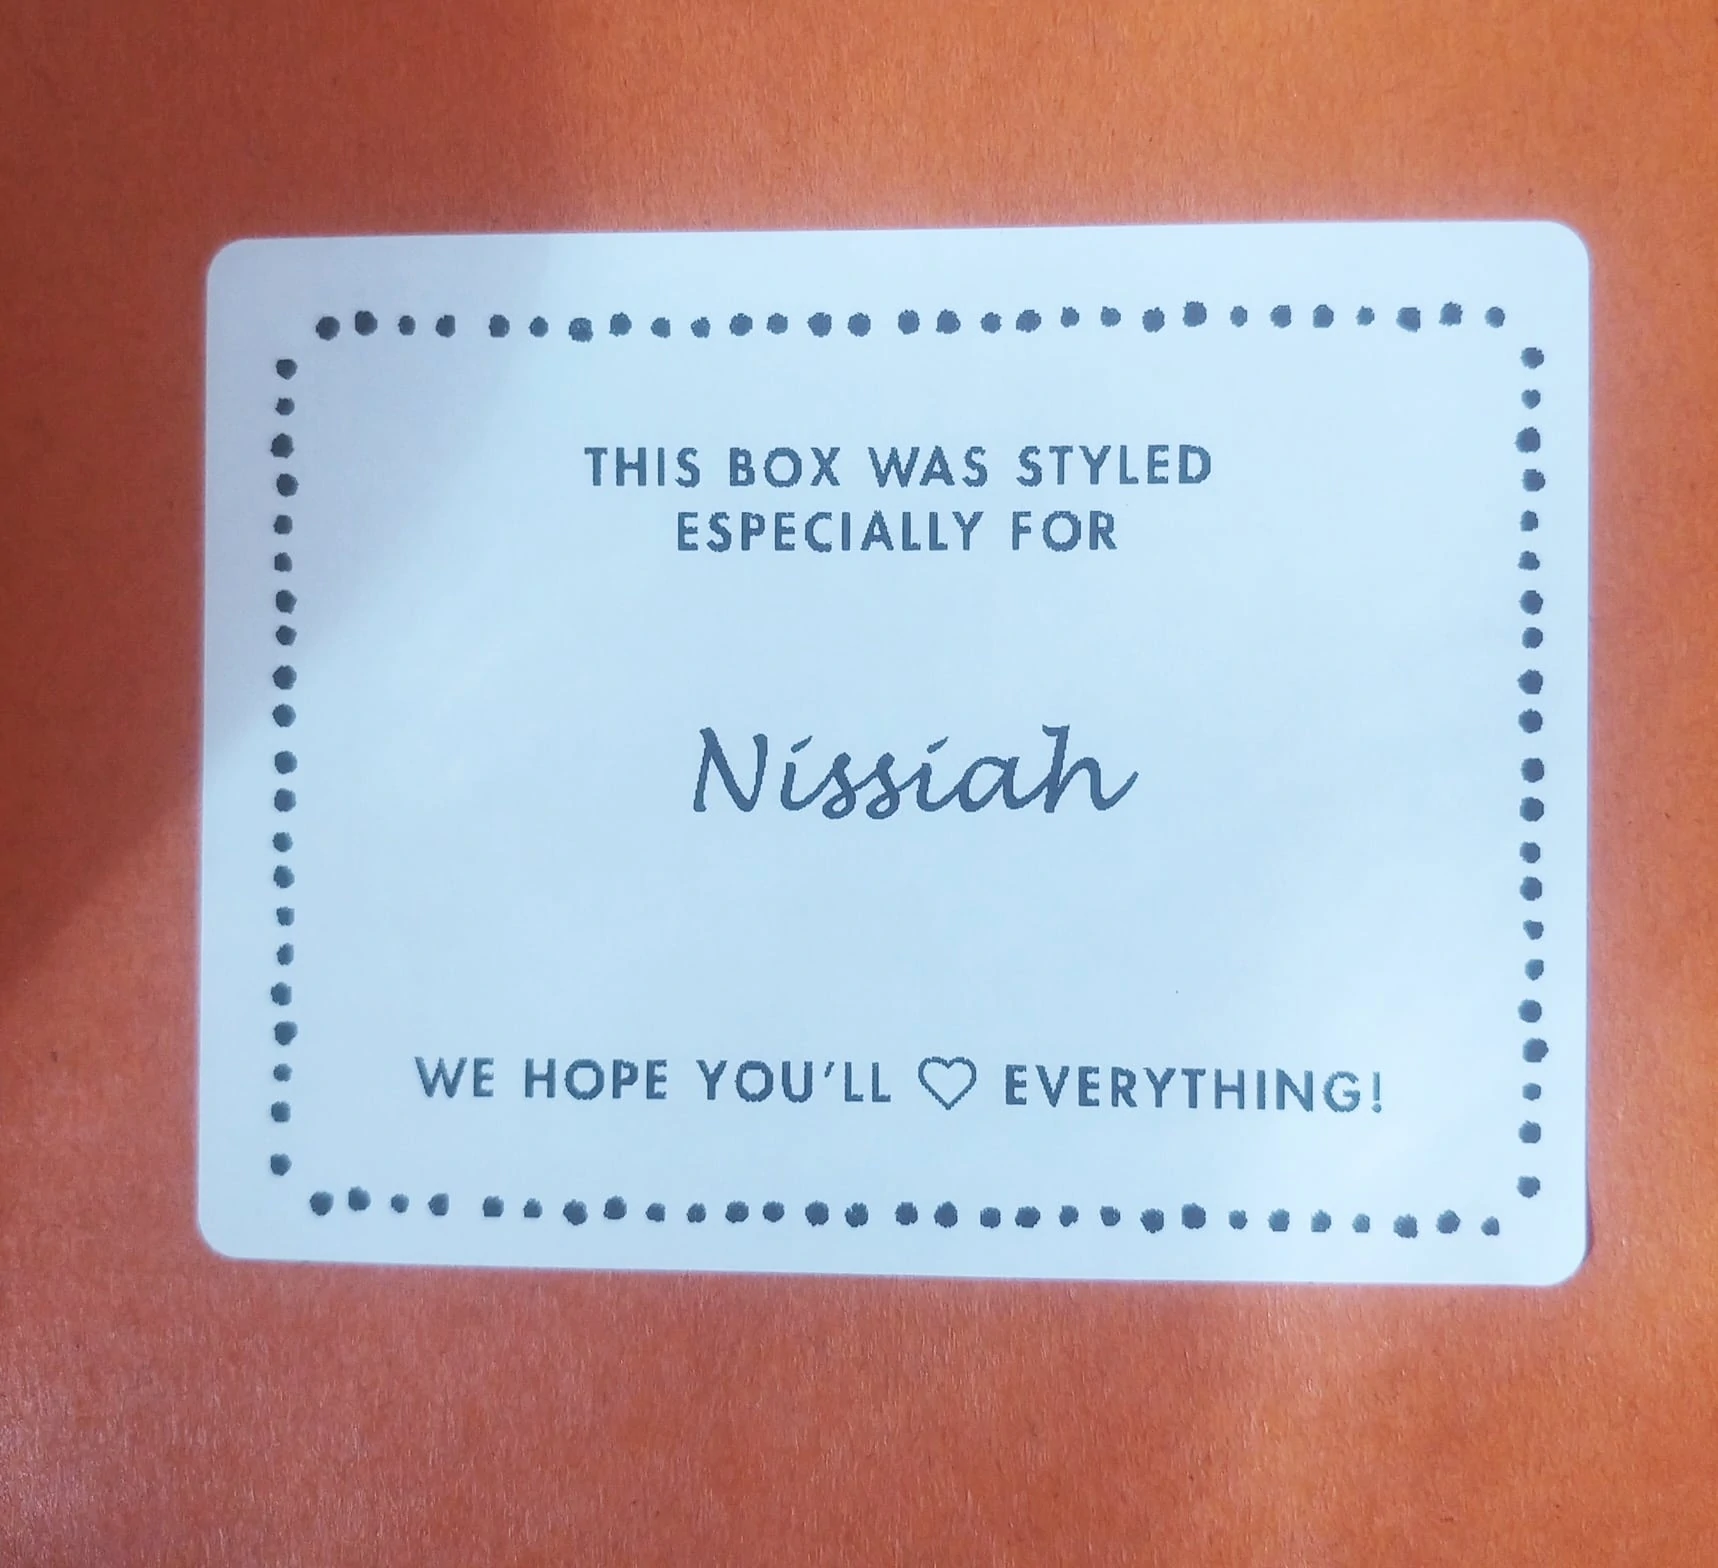 THIS BOX WAS STYLED
ESPECIALLY FOR
Nissiah
WE HOPE YOU'LL ♡ EVERYTHING!